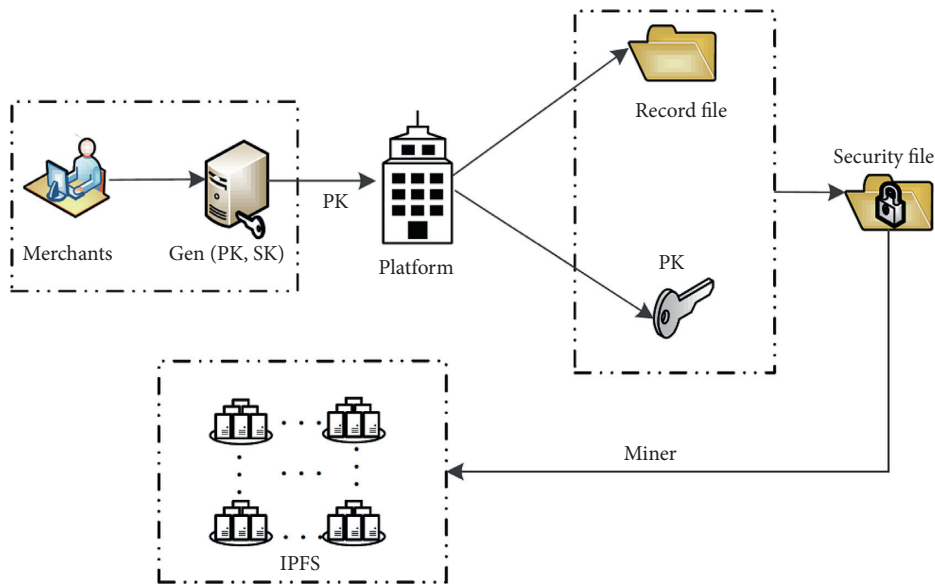 Record file
Security file
PK
Merchants
Gen (PK, SK)
Platform
PK
Miner
IPFS